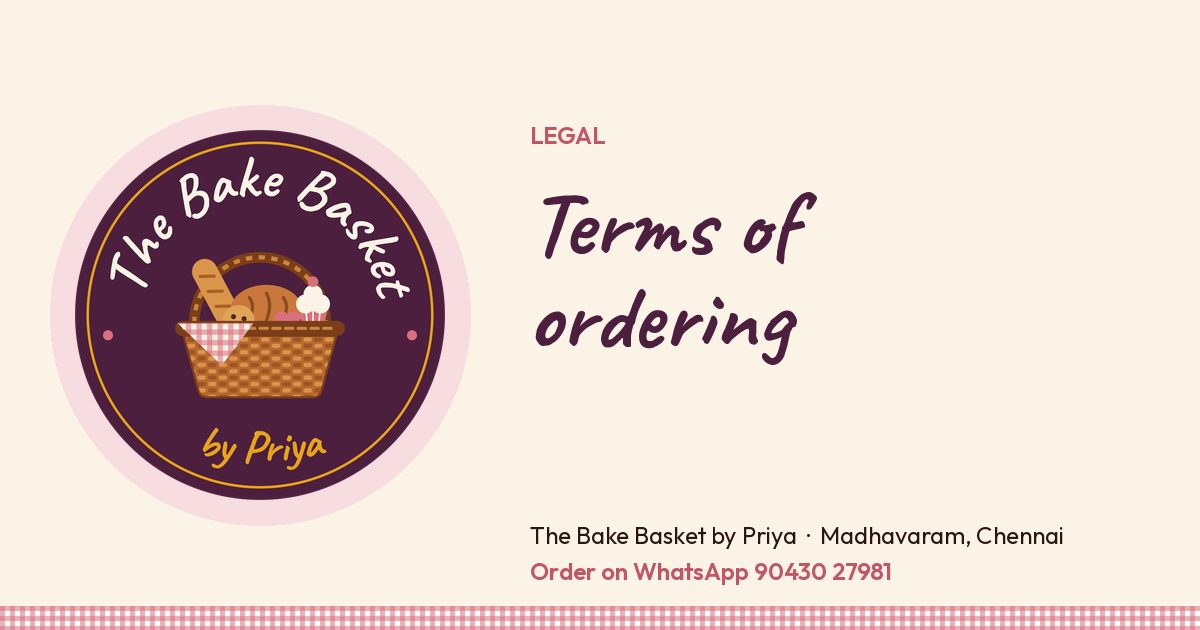 The Bake Basket
by Priya
LEGAL
Terms of
ordering
The Bake Basket by Priya · Madhavaram, Chennai
Order on WhatsApp 90430 27981